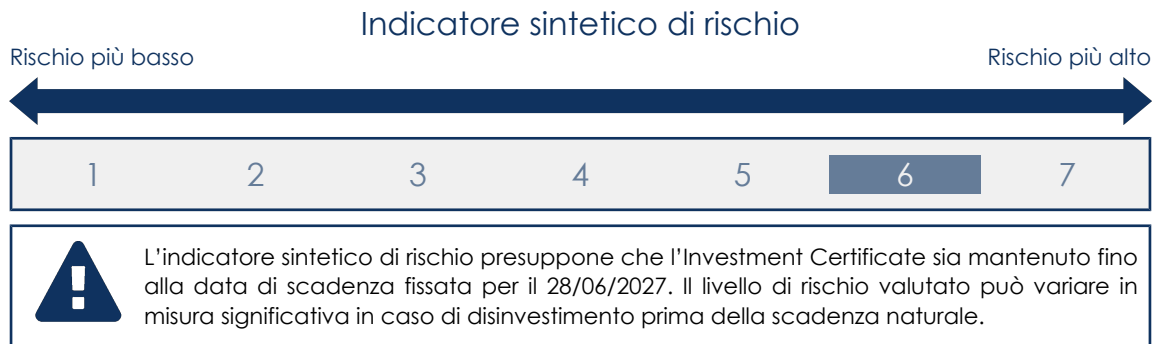 Indicatore sintetico di rischio
Rischio più basso
Rischio più alto
1 2 3 4 5 6 7
L'indicatore sintetico di rischio presuppone che l'Investment Certificate sia mantenuto fino
alla data di scadenza fissata per il 28/06/2027. Il livello di rischio valutato può variare in
misura significativa in caso di disinvestimento prima della scadenza naturale.